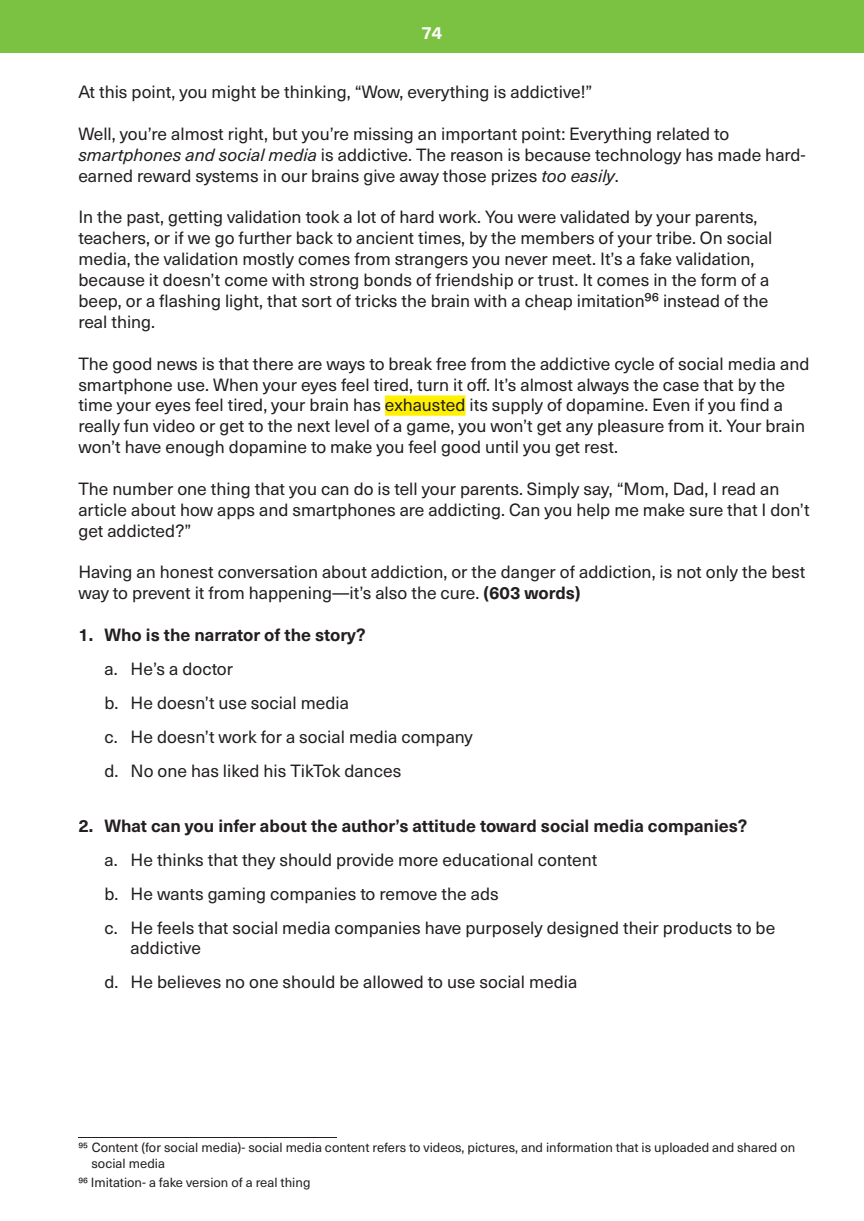 74
At this point, you might be thinking, “Wow, everything is addictive!”
Well, you’re almost right, but you’re missing an important point: Everything related to
smartphones and social media is addictive. The reason is because technology has made hard-
earned reward systems in our brains give away those prizes too easily.
In the past, getting validation took a lot of hard work. You were validated by your parents,
teachers, or if we go further back to ancient times, by the members of your tribe. On social
media, the validation mostly comes from strangers you never meet. It’s a fake validation,
because it doesn’t come with strong bonds of friendship or trust. It comes in the form of a
beep, or a flashing light, that sort of tricks the brain with a cheap imitation⁹⁶ instead of the
real thing.
The good news is that there are ways to break free from the addictive cycle of social media and
smartphone use. When your eyes feel tired, turn it off. It’s almost always the case that by the
time your eyes feel tired, your brain has exhausted its supply of dopamine. Even if you find a
really fun video or get to the next level of a game, you won’t get any pleasure from it. Your brain
won’t have enough dopamine to make you feel good until you get rest.
The number one thing that you can do is tell your parents. Simply say, “Mom, Dad, I read an
article about how apps and smartphones are addicting. Can you help me make sure that I don’t
get addicted?”
Having an honest conversation about addiction, or the danger of addiction, is not only the best
way to prevent it from happening—it’s also the cure. (603 words)
1. Who is the narrator of the story?
a. He’s a doctor
b. He doesn’t use social media
c. He doesn’t work for a social media company
d. No one has liked his TikTok dances
2. What can you infer about the author’s attitude toward social media companies?
a. He thinks that they should provide more educational content
b. He wants gaming companies to remove the ads
c. He feels that social media companies have purposely designed their products to be
addictive
d. He believes no one should be allowed to use social media
⁹⁵ Content (for social media)- social media content refers to videos, pictures, and information that is uploaded and shared on
social media
⁹⁶ Imitation- a fake version of a real thing